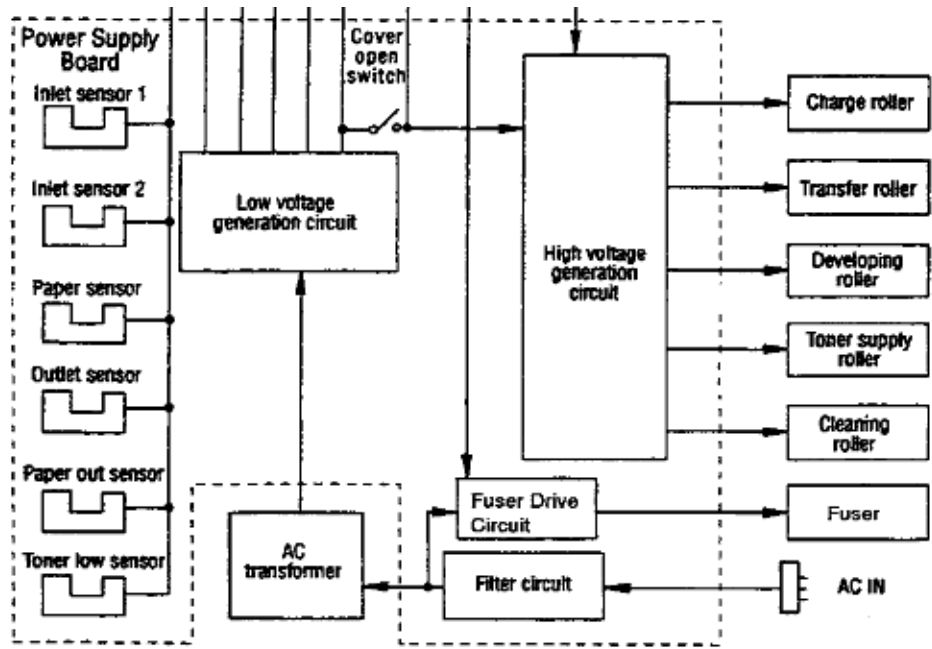 Power Supply
Board
Inlet sensor 1
Inlet sensor 2
Paper sensor
Outlet sensor
Paper out sensor
Toner low sensor
Cover
open
switch
Low voltage
generation circuit
High voltage
generation
circuit
AC
transformer
Fuser Drive
Circuit
Filter circuit
Charge roller
Transfer roller
Developing
roller
Toner supply
roller
Cleaning
roller
Fuser
AC IN